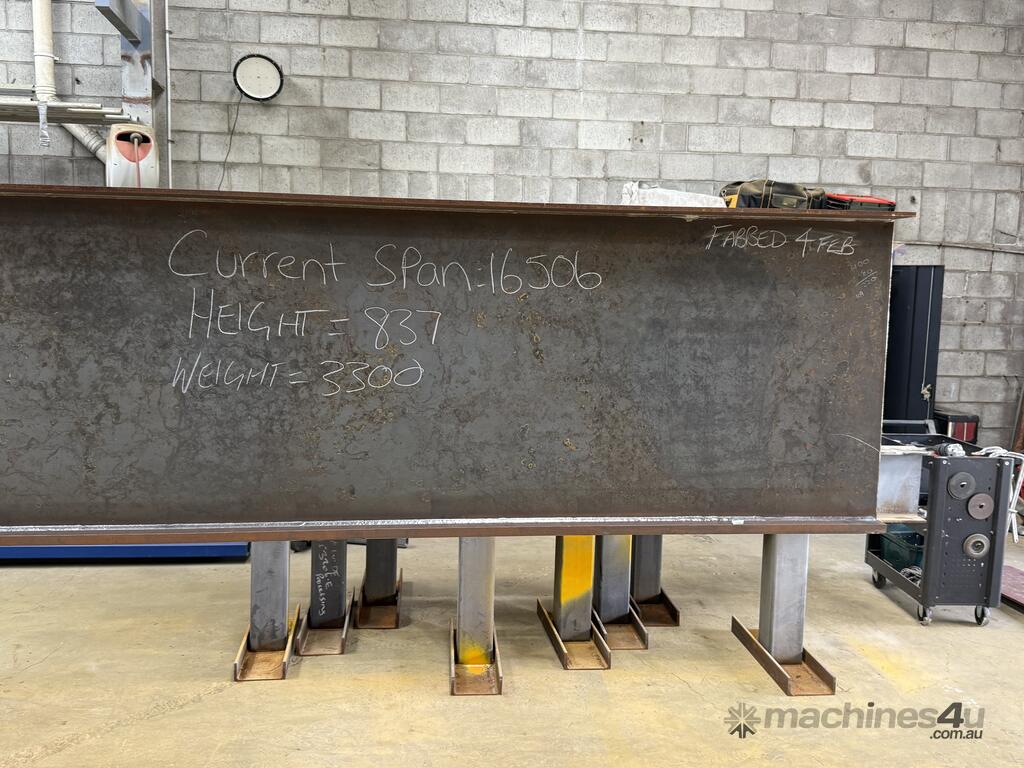 Current Span:16506
HEIGHT = 837
WEIGHT = 3300
FABBED 4 FEB
machines4u
.com.au